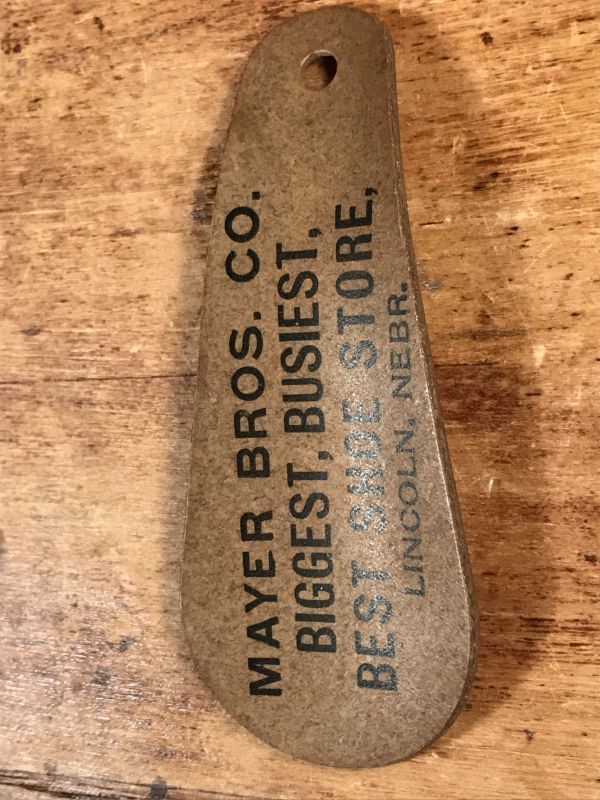 MAYER BROS. CO.
BIGGEST, BUSIEST,
BEST SHOE STORE,
LINCOLN, NEBR.